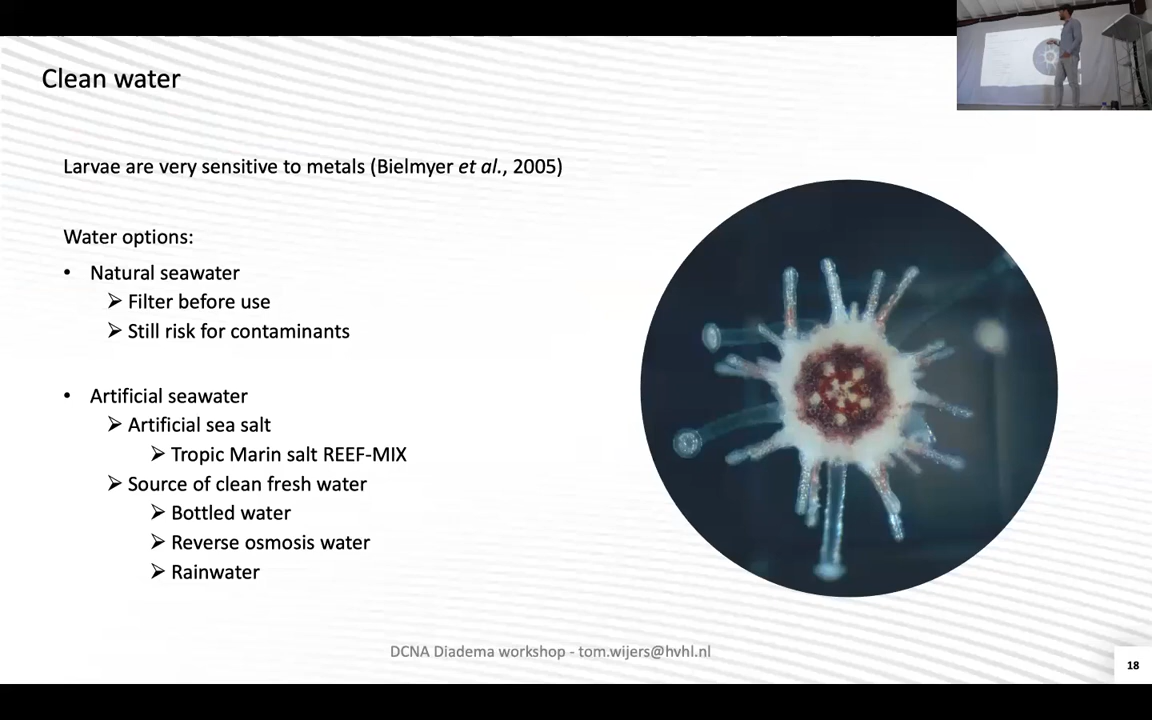 Clean water
Larvae are very sensitive to metals (Bielmyer et al., 2005)
Water options:
• Natural seawater
➢ Filter before use
➢ Still risk for contaminants
• Artificial seawater
➢ Artificial sea salt
➢ Tropic Marin salt REEF-MIX
➢ Source of clean fresh water
➢ Bottled water
➢ Reverse osmosis water
➢ Rainwater
DCNA Diadema workshop - tom.wijers@hvhl.nl
18